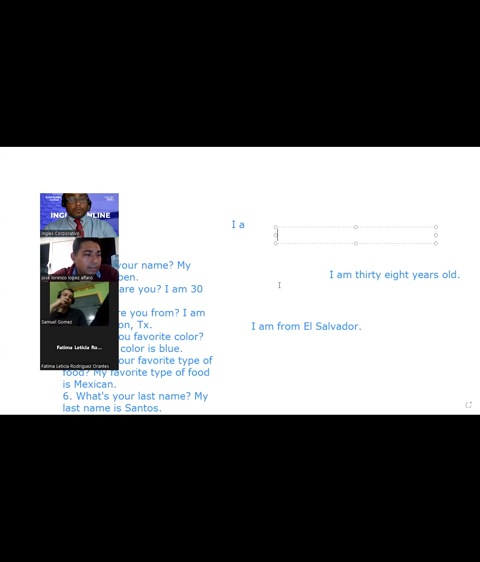 INGL NLINE
Ingles Corporativo
josé lorenzo lopez alfaro
Samuel Gomez
Fatima Leticia Ro...
Fatima Leticia Rodriguez Orantes
I a
your name? My
pen.
are you? I am 30
re you from? I am
on, Tx.
ou favorite color?
color is blue.
our favorite type of
food? My favorite type of food
is Mexican.
6. What's your last name? My
last name is Santos.
I am thirty eight years old.
I am from El Salvador.